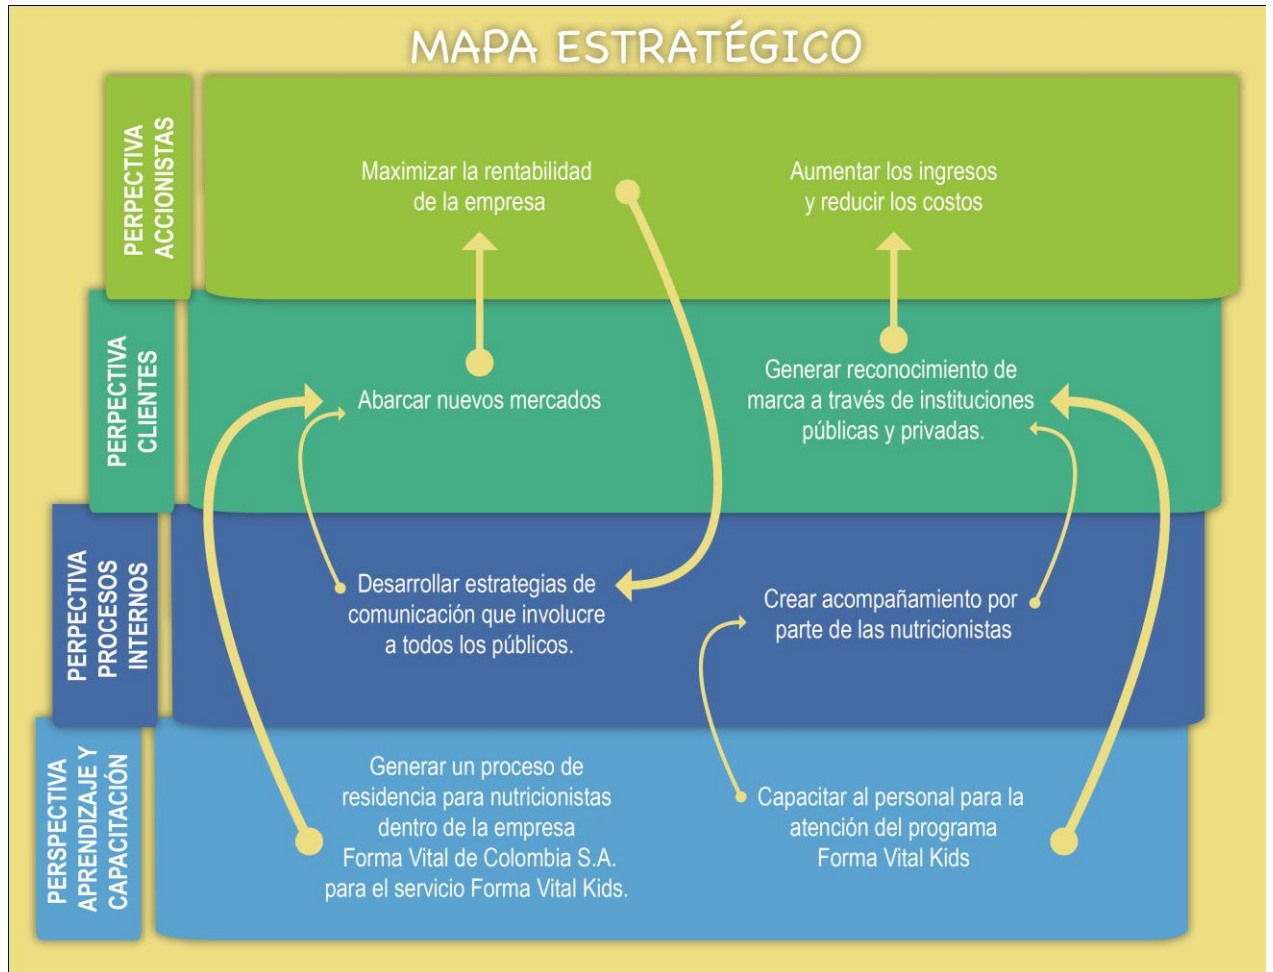 MAPA ESTRATÉGICO
PERPECTIVA
ACCIONISTAS
Maximizar la rentabilidad
de la empresa
Aumentar los ingresos
y reducir los costos
PERPECTIVA
CLIENTES
Abarcar nuevos mercados
Generar reconocimiento de
marca a través de instituciones
públicas y privadas.
PERPECTIVA
PROCESOS
INTERNOS
Desarrollar estrategias de
comunicación que involucre
a todos los públicos.
Crear acompañamiento por
parte de las nutricionistas
PERSPECTIVA
APRENDIZAJE Y
CAPACITACIÓN
Generar un proceso de
residencia para nutricionistas
dentro de la empresa
Forma Vital de Colombia S.A.
para el servicio Forma Vital Kids.
Capacitar al personal para la
atención del programa
Forma Vital Kids